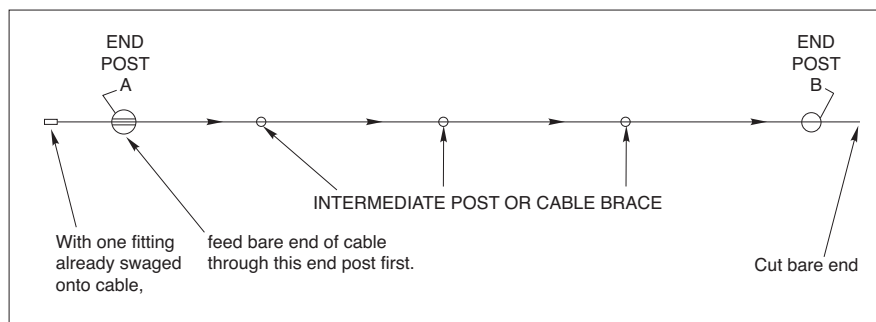 END
POST
A
END
POST
B
INTERMEDIATE POST OR CABLE BRACE
With one fitting
already swaged
onto cable,
feed bare end of cable
through this end post first.
Cut bare end